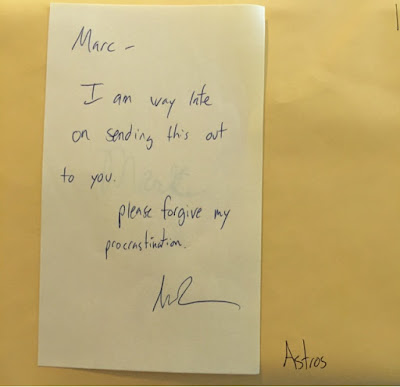 Marc –
I am way late
on sending this out
to you.
please forgive my
procrastination.
Astros